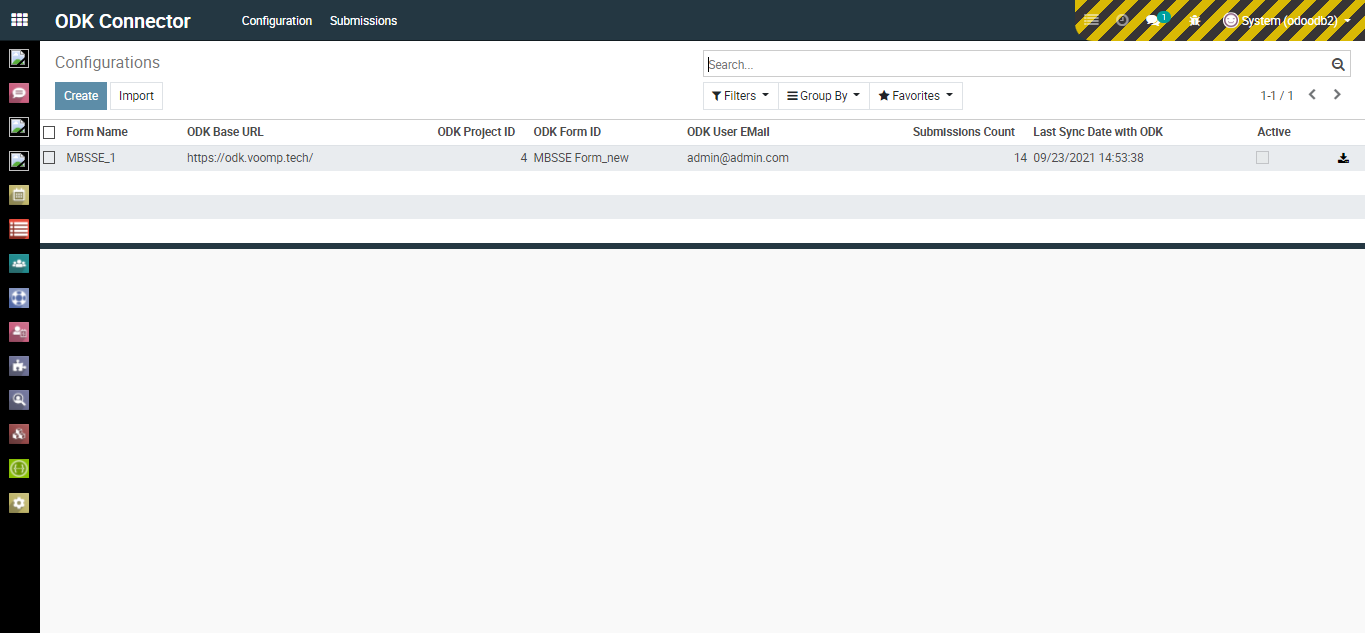 ODK Connector Configuration Submissions 1 System (odoodb2)
Configurations
Search...
Create Import Filters Group By Favorites 1-1 / 1
Form Name ODK Base URL ODK Project ID ODK Form ID ODK User EMail Submissions Count Last Sync Date with ODK Active
MBSSE_1 https://odk.voomp.tech/ 4 MBSSE Form_new admin@admin.com 14 09/23/2021 14:53:38